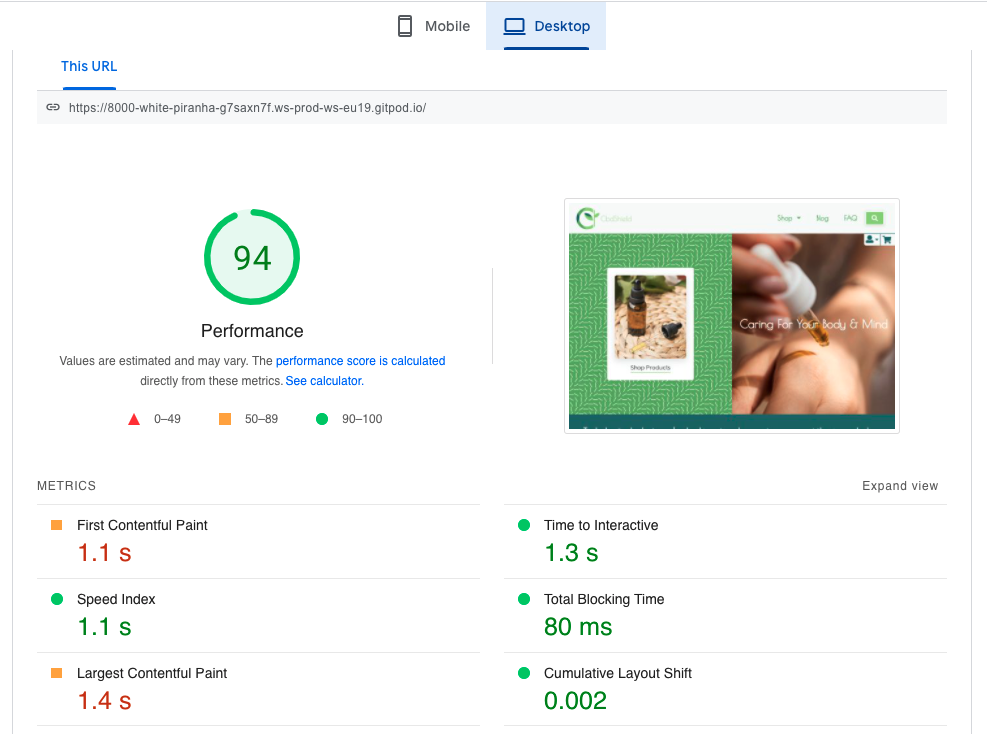 Mobile
Desktop
This URL
https://8000-white-piranha-g7saxn7f.ws-prod-ws-eu19.gitpod.io/
94
Performance
Values are estimated and may vary. The performance score is calculated
directly from these metrics. See calculator.
0–49
50–89
90–100
Shop
FAQ
Caring For Your Body & Mind
Shop Products
METRICS
Expand view
First Contentful Paint
1.1 s
Time to Interactive
1.3 s
Speed Index
1.1 s
Total Blocking Time
80 ms
Largest Contentful Paint
1.4 s
Cumulative Layout Shift
0.002